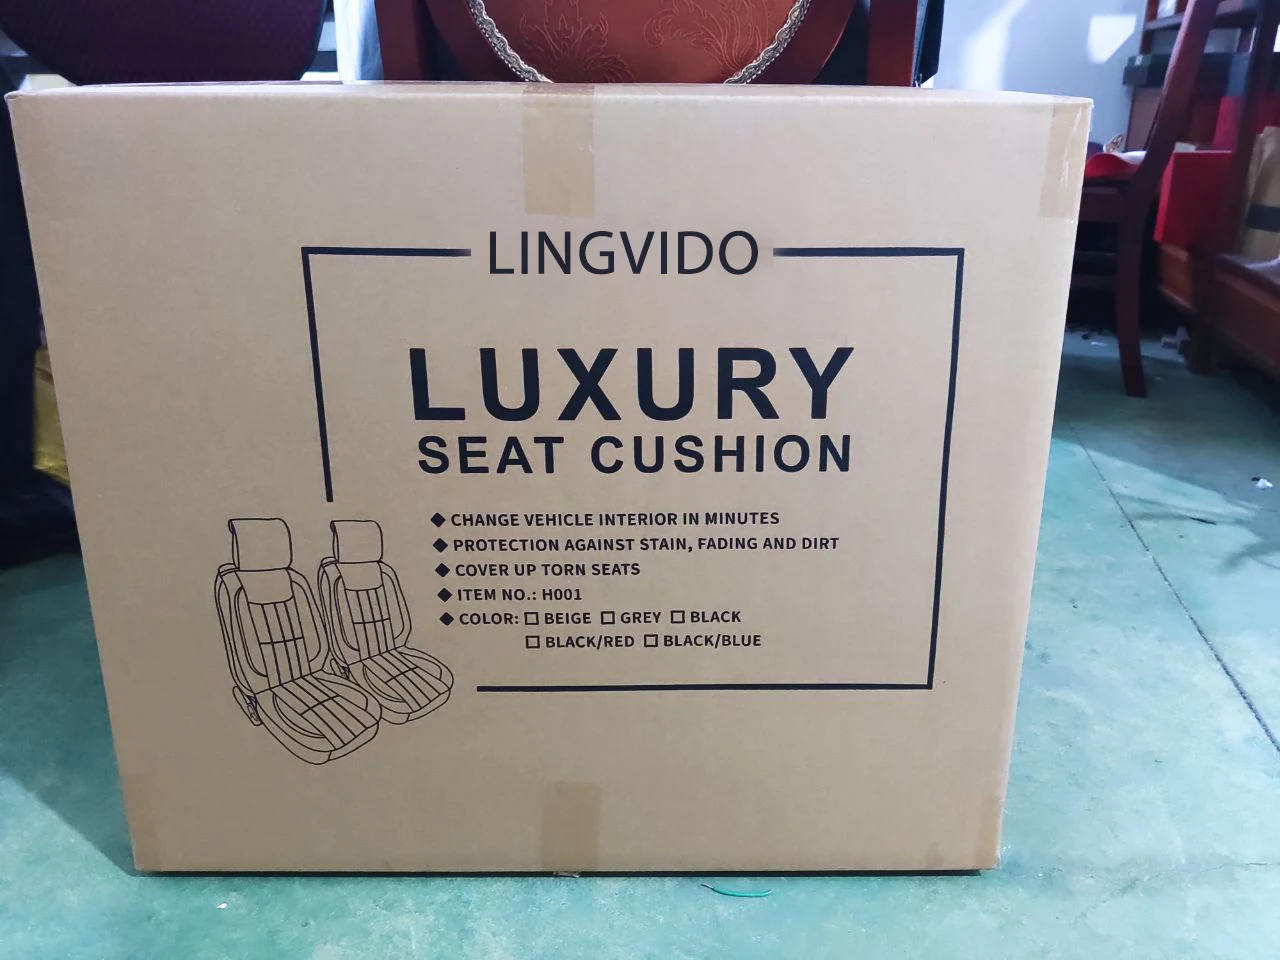 LINGVIDO
LUXURY
SEAT CUSHION
◆ CHANGE VEHICLE INTERIOR IN MINUTES
◆ PROTECTION AGAINST STAIN, FADING AND DIRT
◆ COVER UP TORN SEATS
◆ ITEM NO.: H001
◆ COLOR: ☐ BEIGE ☐ GREY ☐ BLACK
☐ BLACK/RED ☐ BLACK/BLUE